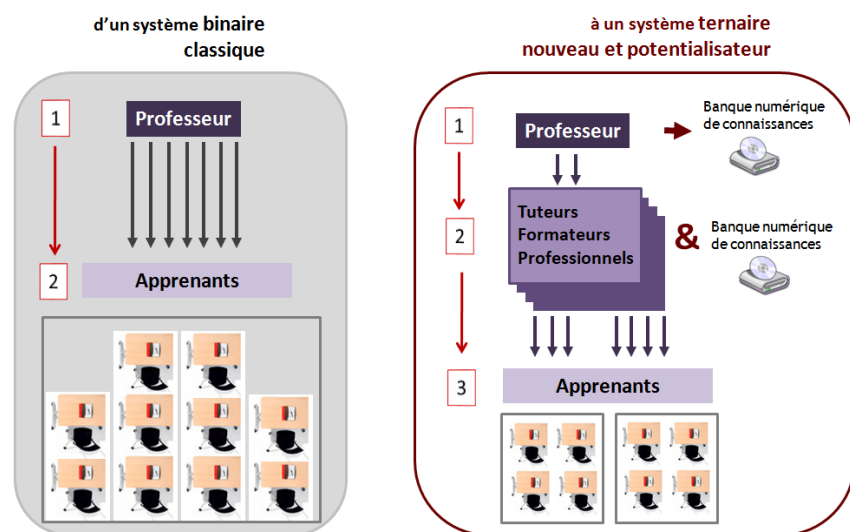 d'un système binaire
classique
1
Professeur
2
Apprenants
à un système ternaire
nouveau et potentialisateur
1
Professeur
Banque numérique
de connaissances
2
Tuteurs
Formateurs
Professionnels
&
Banque numérique
de connaissances
3
Apprenants